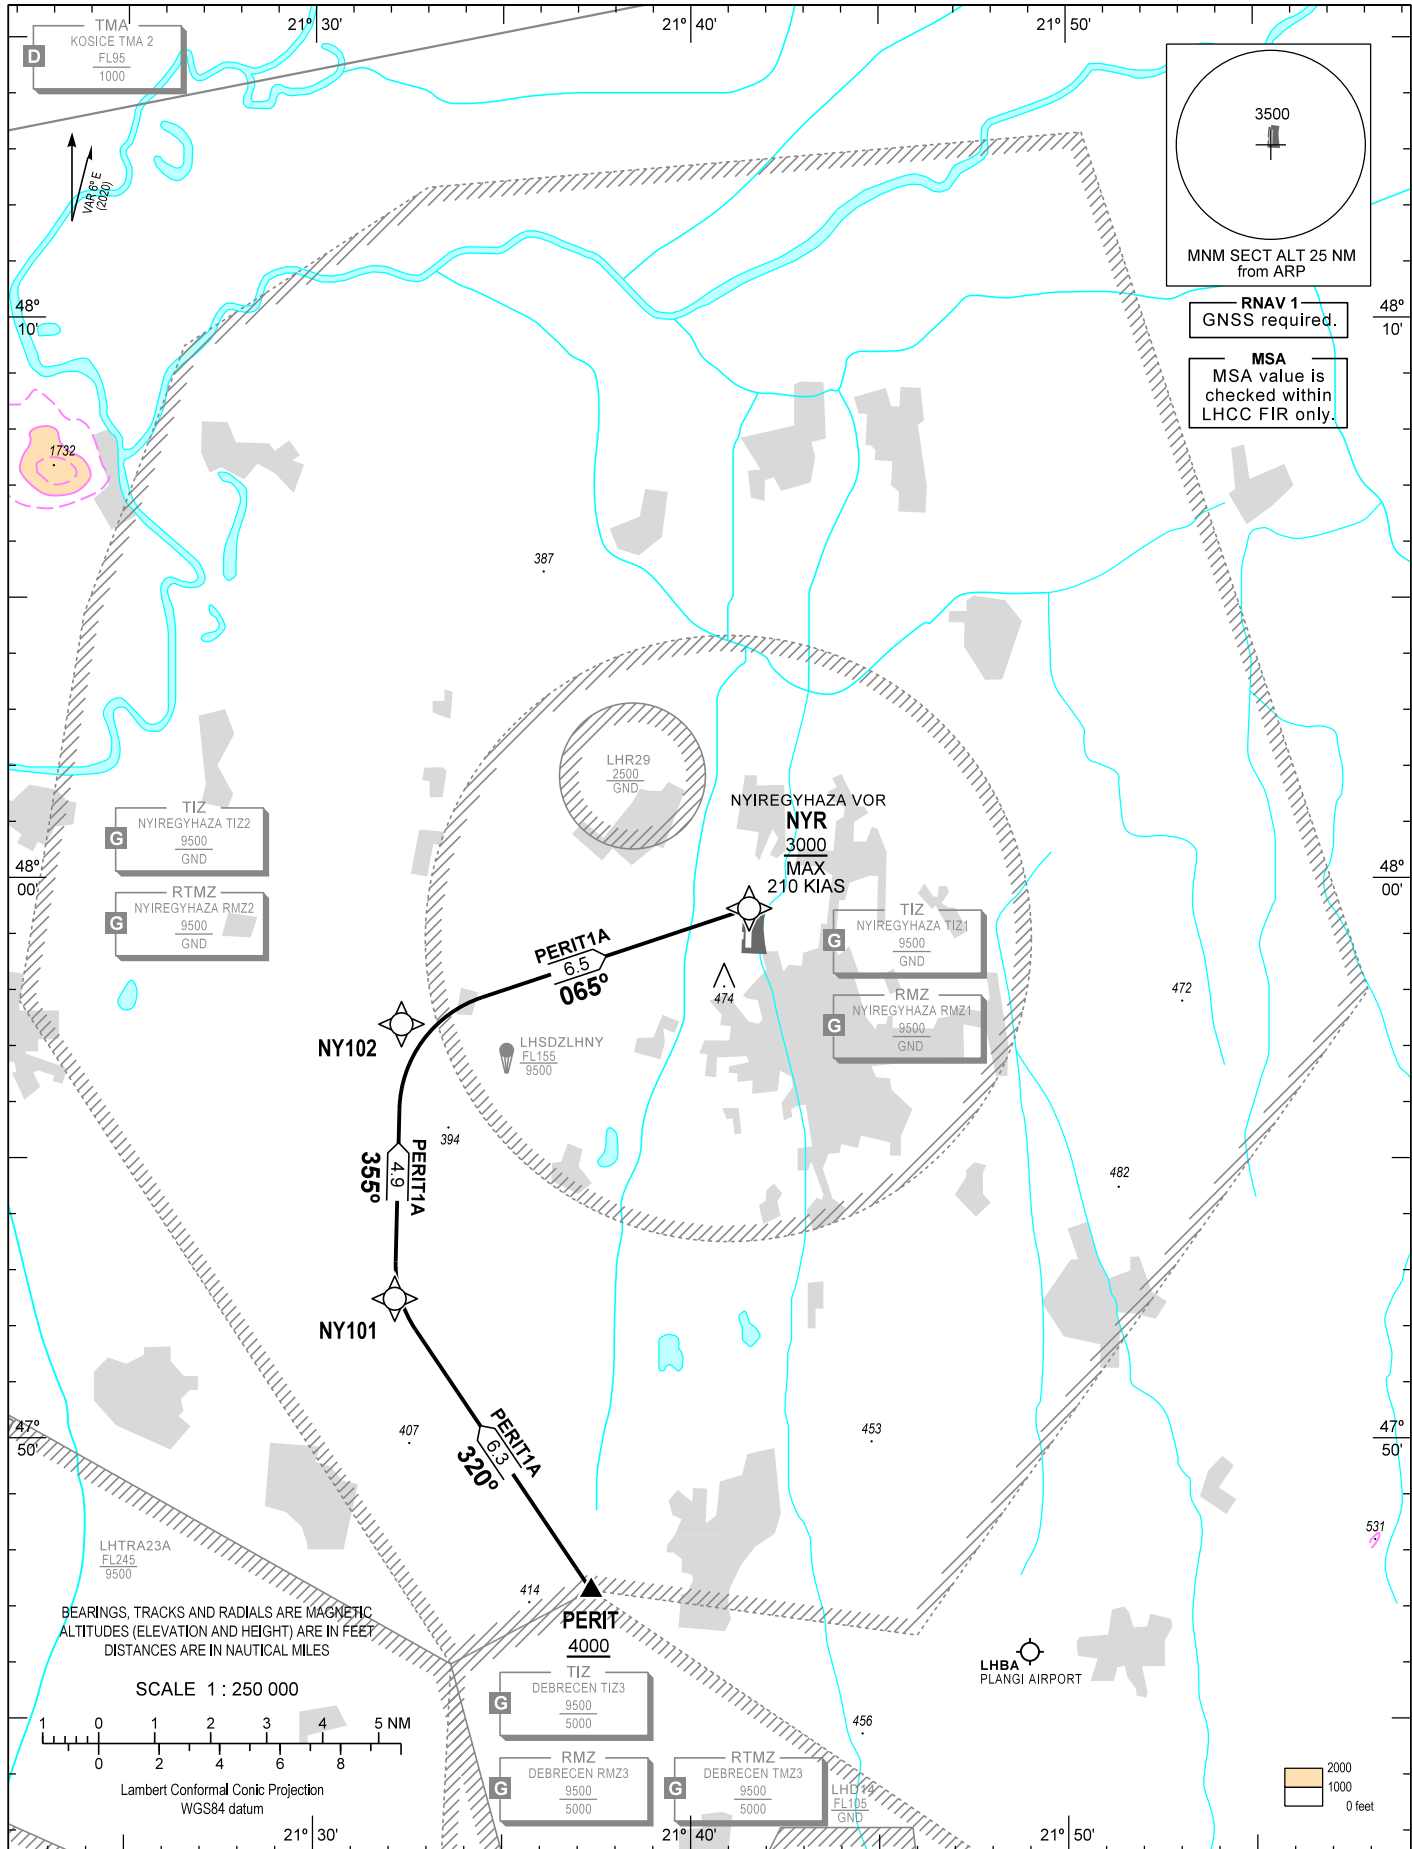 21° 30'
21° 40'
21° 50'
TMA
KOSICE TMA 2
D
FL95
1000
VAR 6° E
(2020)
3500
MNM SECT ALT 25 NM
from ARP
48°
10'
48°
10'
RNAV 1
GNSS required.
MSA
MSA value is
checked within
LHCC FIR only.
1732
387
LHR29
2500
GND
NYIREGYHAZA VOR
NYR
3000
MAX
210 KIAS
TIZ
NYIREGYHAZA TIZ2
G
9500
GND
48°
00'
48°
00'
RTMZ
NYIREGYHAZA RMZ2
G
9500
GND
TIZ
NYIREGYHAZA TIZ1
G
9500
GND
PERIT1A
6.5
065°
474
472
RMZ
NYIREGYHAZA RMZ1
G
9500
GND
NY102
LHSDZLHNY
FL155
9500
394
PERIT1A
4.9
355°
482
NY101
407
PERIT1A
6.3
320°
453
47°
50'
47°
50'
531
LHTRA23A
FL245
9500
414
PERIT
4000
BEARINGS, TRACKS AND RADIALS ARE MAGNETIC
ALTITUDES (ELEVATION AND HEIGHT) ARE IN FEET
DISTANCES ARE IN NAUTICAL MILES
LHBA
PLANGI AIRPORT
SCALE 1 : 250 000
1 0 1 2 3 4 5 NM
0 2 4 6 8
Lambert Conformal Conic Projection
WGS84 datum
TIZ
DEBRECEN TIZ3
G
9500
5000
456
RMZ
DEBRECEN RMZ3
G
9500
5000
RTMZ
DEBRECEN TMZ3
G
9500
5000
LHD14
FL105
GND
2000
1000
0 feet
21° 30'
21° 40'
21° 50'